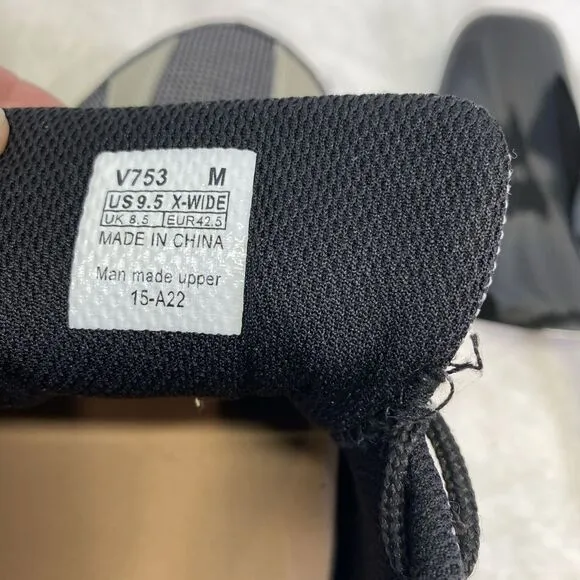 V753 M
US 9.5 X-WIDE
UK 8.5 EUR 42.5
MADE IN CHINA
Man made upper
15-A22